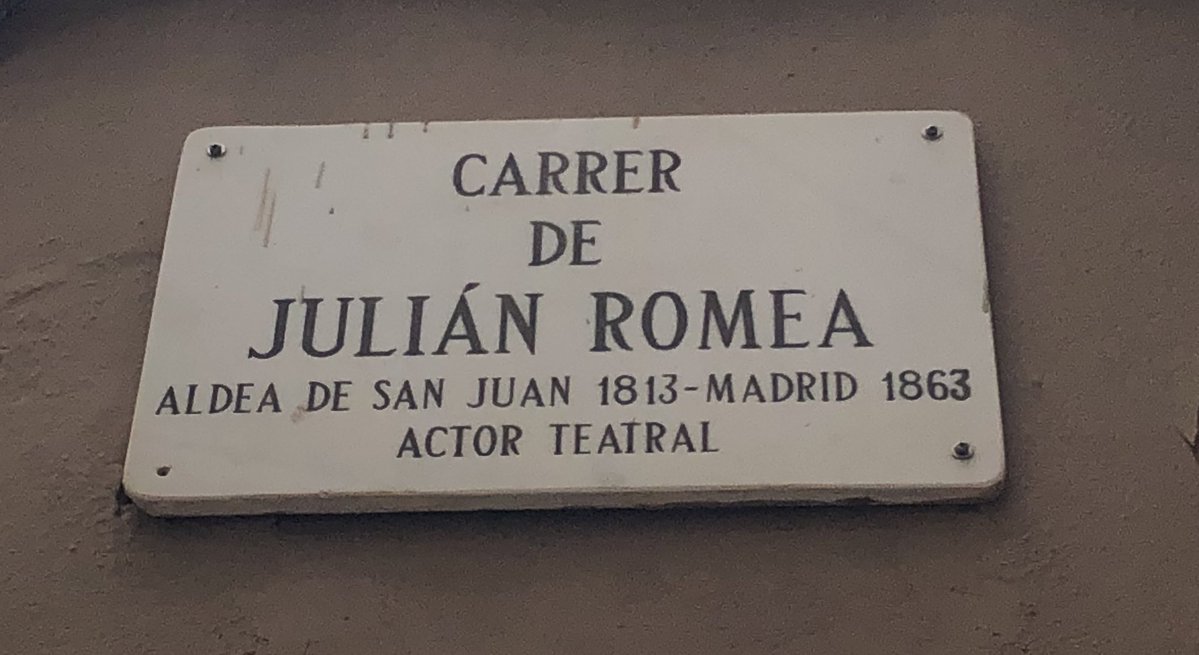 CARRER
DE
JULIÁN ROMEA
ALDEA DE SAN JUAN 1813-MADRID 1863
ACTOR TEATRAL